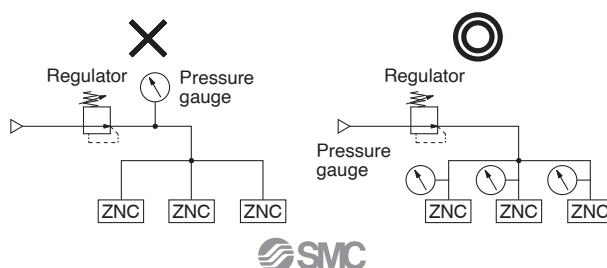 Regulator
Pressure
gauge
ZNC
ZNC
ZNC
Regulator
Pressure
gauge
ZNC
ZNC
ZNC
SMC